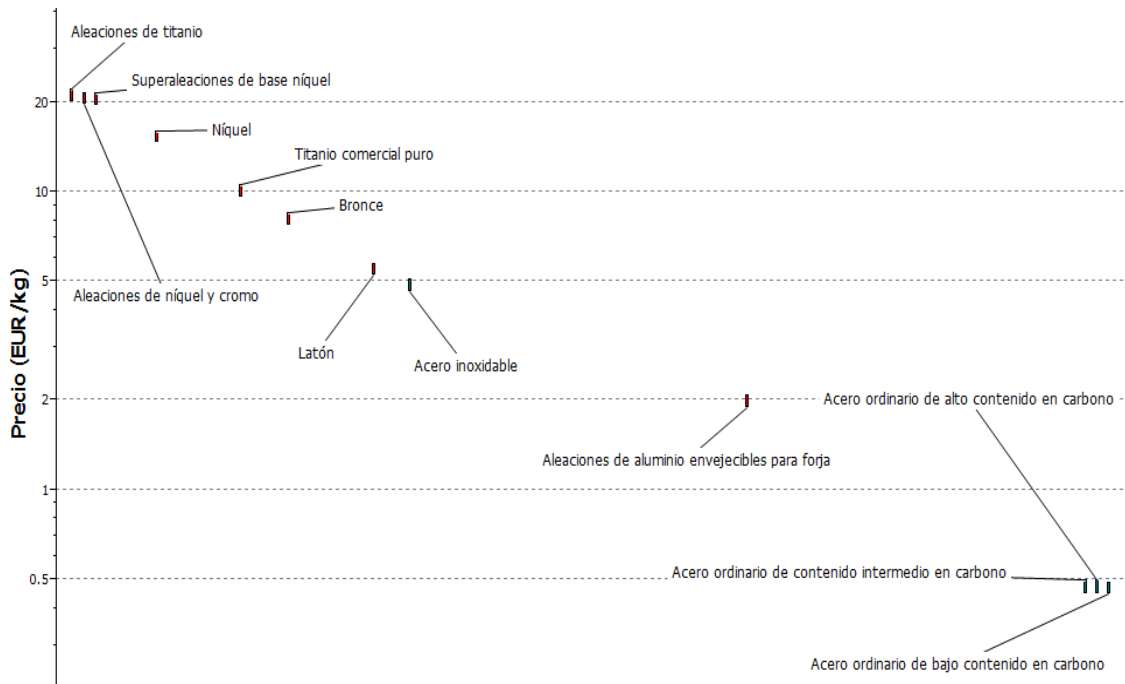 Aleaciones de titanio
Superaleaciones de base níquel
20
Níquel
Titanio comercial puro
10
Bronce
5
Aleaciones de níquel y cromo
Precio (EUR/kg)
Latón
Acero inoxidable
2
Acero ordinario de alto contenido en carbono
Aleaciones de aluminio envejecibles para forja
1
Acero ordinario de contenido intermedio en carbono
0.5
Acero ordinario de bajo contenido en carbono